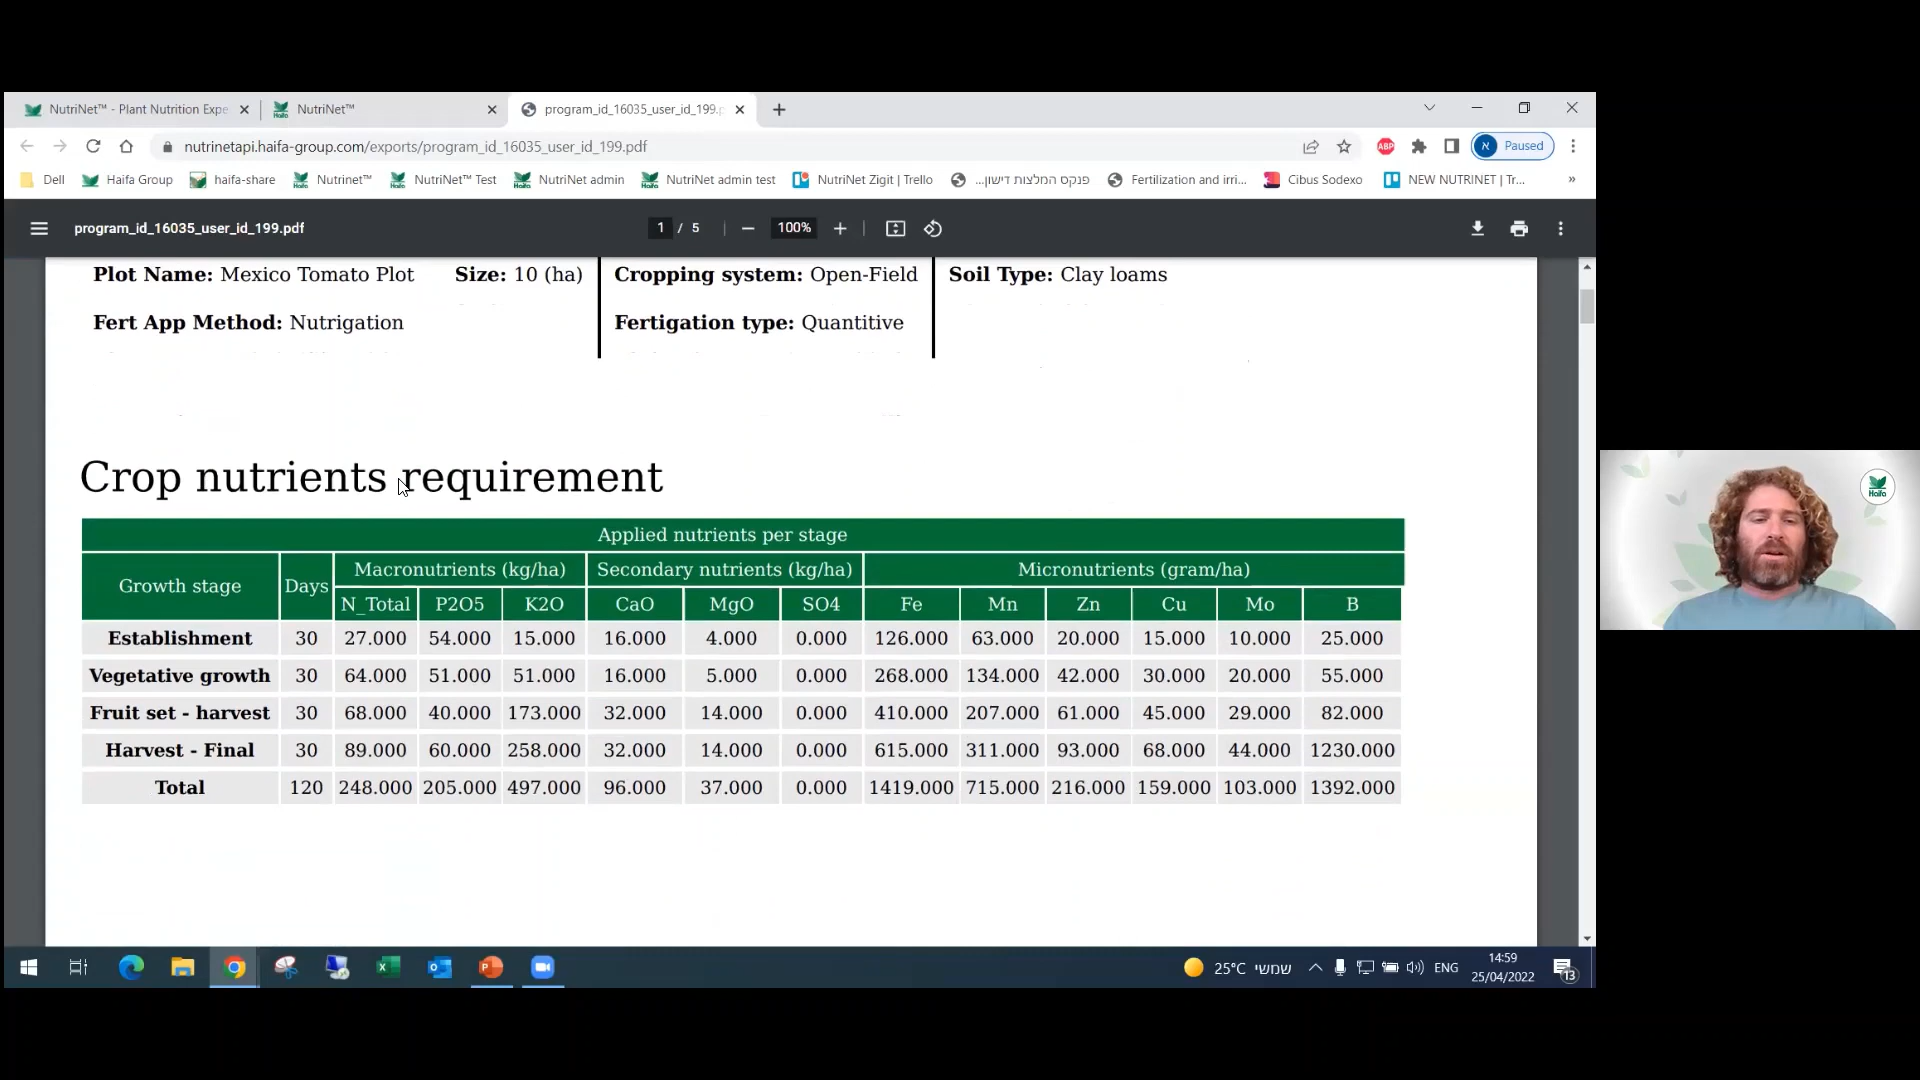 NutriNet™ - Plant Nutrition Expe
NutriNet™
program_id_16035_user_id_199.p
nutrinetapi.haifa-group.com/exports/program_id_16035_user_id_199.pdf
ABP
א Paused
Dell
Haifa Group
haifa-share
Nutrinet™
NutriNet™ Test
NutriNet admin
NutriNet admin test
NutriNet Zigit | Trello
פנקס המלצות דישון...
Fertilization and irri...
Cibus Sodexo
NEW NUTRINET | Tr...
»
program_id_16035_user_id_199.pdf
1 / 5
100%
Plot Name: Mexico Tomato Plot Size: 10 (ha) Cropping system: Open-Field Soil Type: Clay loams
Fert App Method: Nutrigation Fertigation type: Quantitive
Crop nutrients requirement
Applied nutrients per stage
Growth stage Days Macronutrients (kg/ha) Secondary nutrients (kg/ha) Micronutrients (gram/ha)
N_Total P2O5 K2O CaO MgO SO4 Fe Mn Zn Cu Mo B
Establishment 30 27.000 54.000 15.000 16.000 4.000 0.000 126.000 63.000 20.000 15.000 10.000 25.000
Vegetative growth 30 64.000 51.000 51.000 16.000 5.000 0.000 268.000 134.000 42.000 30.000 20.000 55.000
Fruit set - harvest 30 68.000 40.000 173.000 32.000 14.000 0.000 410.000 207.000 61.000 45.000 29.000 82.000
Harvest - Final 30 89.000 60.000 258.000 32.000 14.000 0.000 615.000 311.000 93.000 68.000 44.000 1230.000
Total 120 248.000 205.000 497.000 96.000 37.000 0.000 1419.000 715.000 216.000 159.000 103.000 1392.000
Haifa
25°C שמשי
ENG
14:59
25/04/2022
13